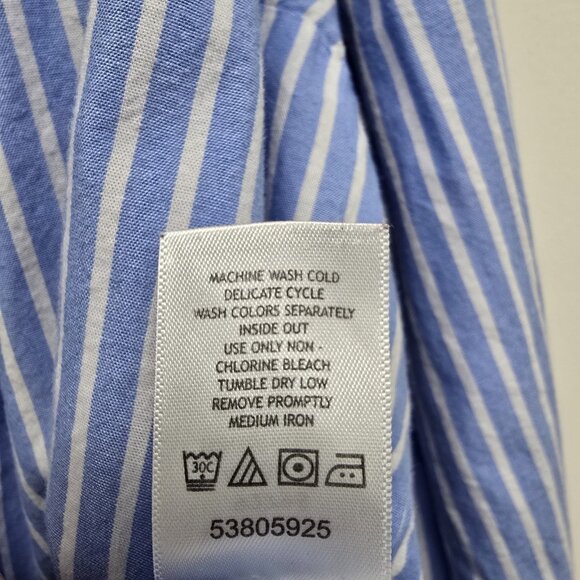 MACHINE WASH COLD
DELICATE CYCLE
WASH COLORS SEPARATELY
INSIDE OUT
USE ONLY NON -
CHLORINE BLEACH
TUMBLE DRY LOW
REMOVE PROMPTLY
MEDIUM IRON
30C
53805925